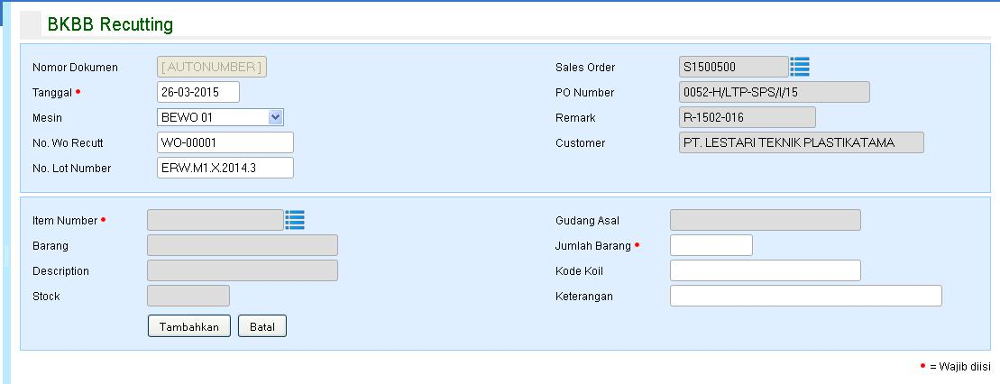 BKBB Recutting
Nomor Dokumen [ AUTONUMBER ]
Tanggal • 26-03-2015
Mesin BEWO 01
No. Wo Recutt WO-00001
No. Lot Number ERW.M1.X.2014.3
Sales Order S1500500
PO Number 0052-H/LTP-SPS/I/15
Remark R-1502-016
Customer PT. LESTARI TEKNIK PLASTIKATAMA
Item Number •
Barang
Description
Stock
Tambahkan Batal
Gudang Asal
Jumlah Barang •
Kode Koil
Keterangan
• = Wajib diisi